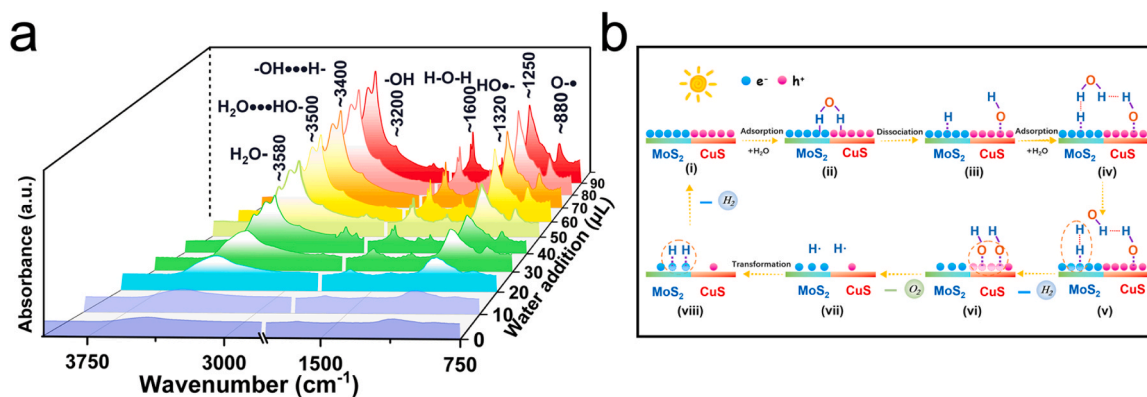 a
Absorbance (a.u.)
H₂O-
~3580
H₂O•••HO-
~3500
-OH•••H-
~3400
-OH
~3200
H-O-H
~1600
HO•-
~1320
~1250
O-•
~880
3750
3000
1500
750
Wavenumber (cm⁻¹)
0
10
20
30
40
50
60
70
80
90
Water addition (µL)
b
e⁻
h⁺
MoS₂ CuS
(i)
Adsorption
+H₂O
O
H H
MoS₂ CuS
(ii)
Dissociation
H
H
O
MoS₂ CuS
(iii)
Adsorption
+H₂O
O
H H H
H O
MoS₂ CuS
(iv)
O
H H
H H O
MoS₂ CuS
(v)
H₂
H H
O O
MoS₂ CuS
(vi)
O₂
H· H·
MoS₂ CuS
(vii)
Transformation
H H
MoS₂ CuS
(viii)
H₂